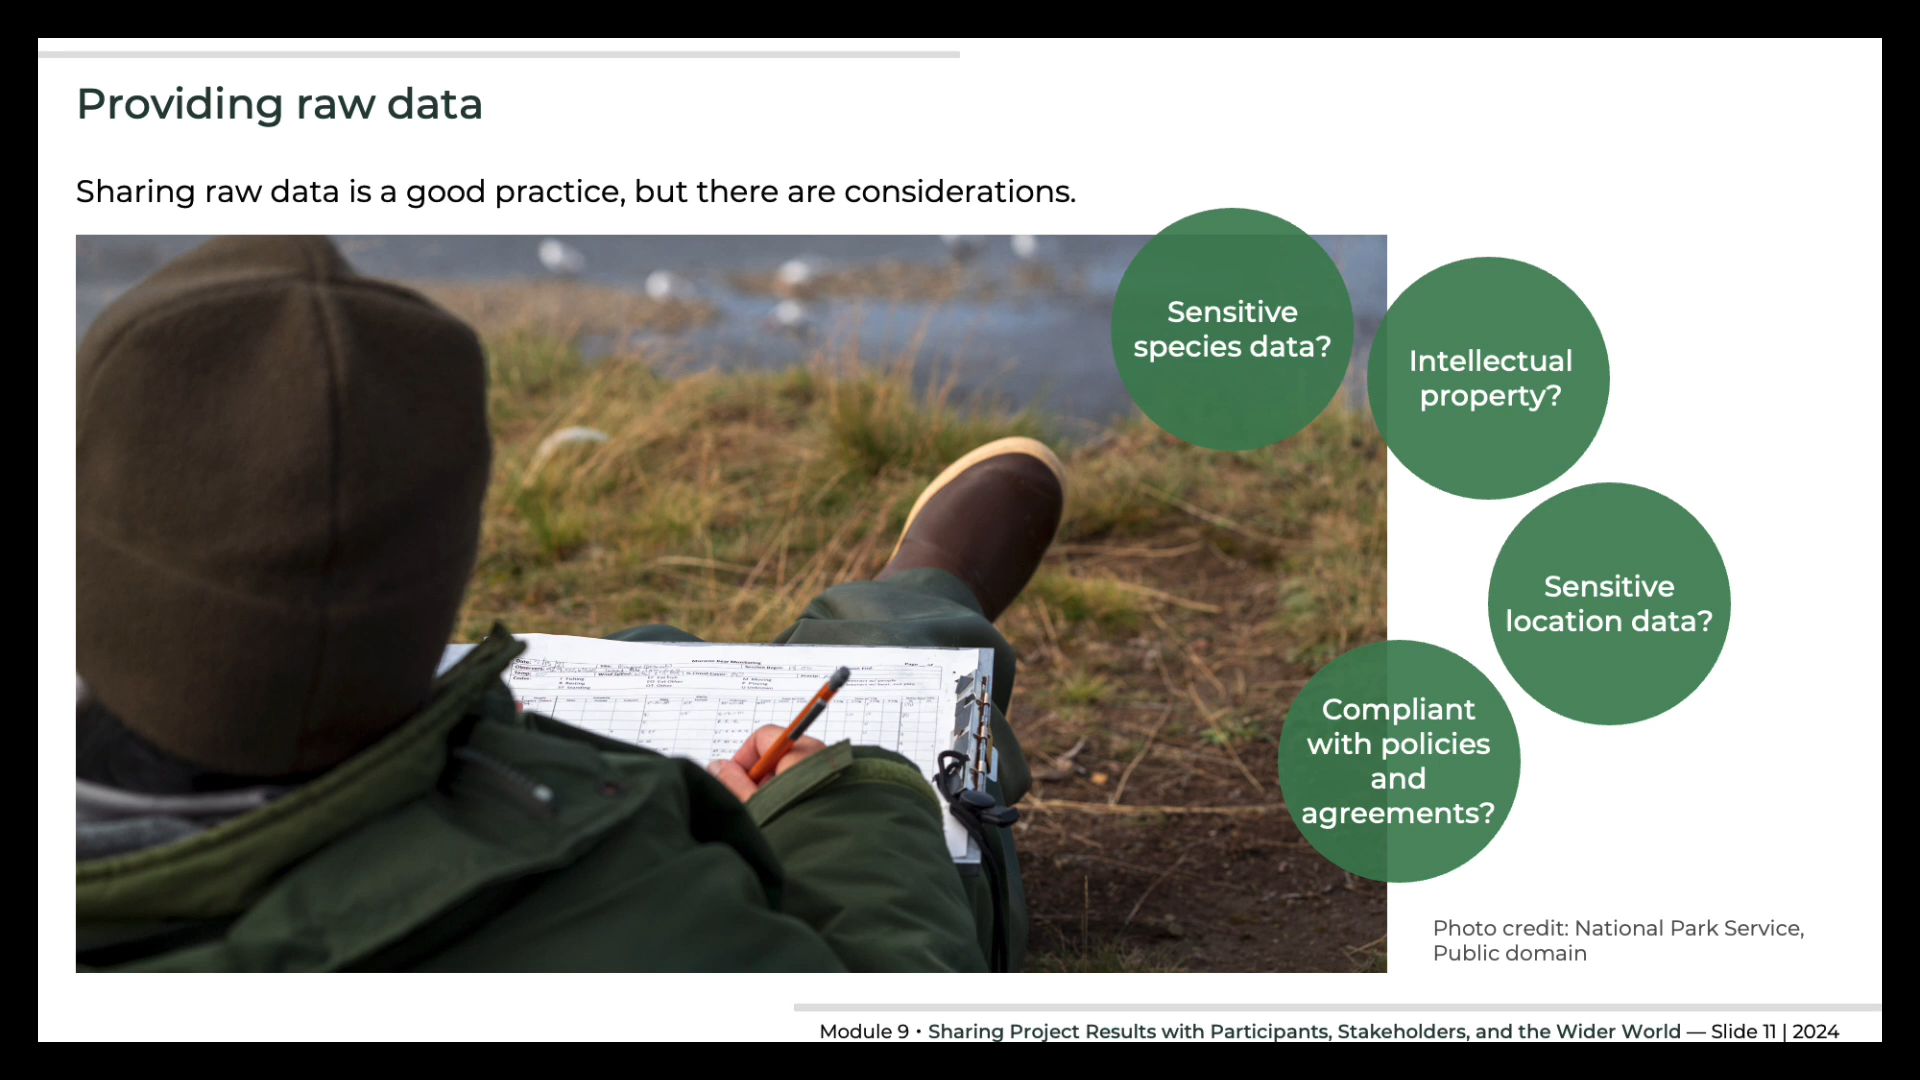 Providing raw data
Sharing raw data is a good practice, but there are considerations.
Sensitive
species data?
Intellectual
property?
Sensitive
location data?
Compliant
with policies
and
agreements?
Photo credit: National Park Service,
Public domain
Module 9 • Sharing Project Results with Participants, Stakeholders, and the Wider World — Slide 11 | 2024